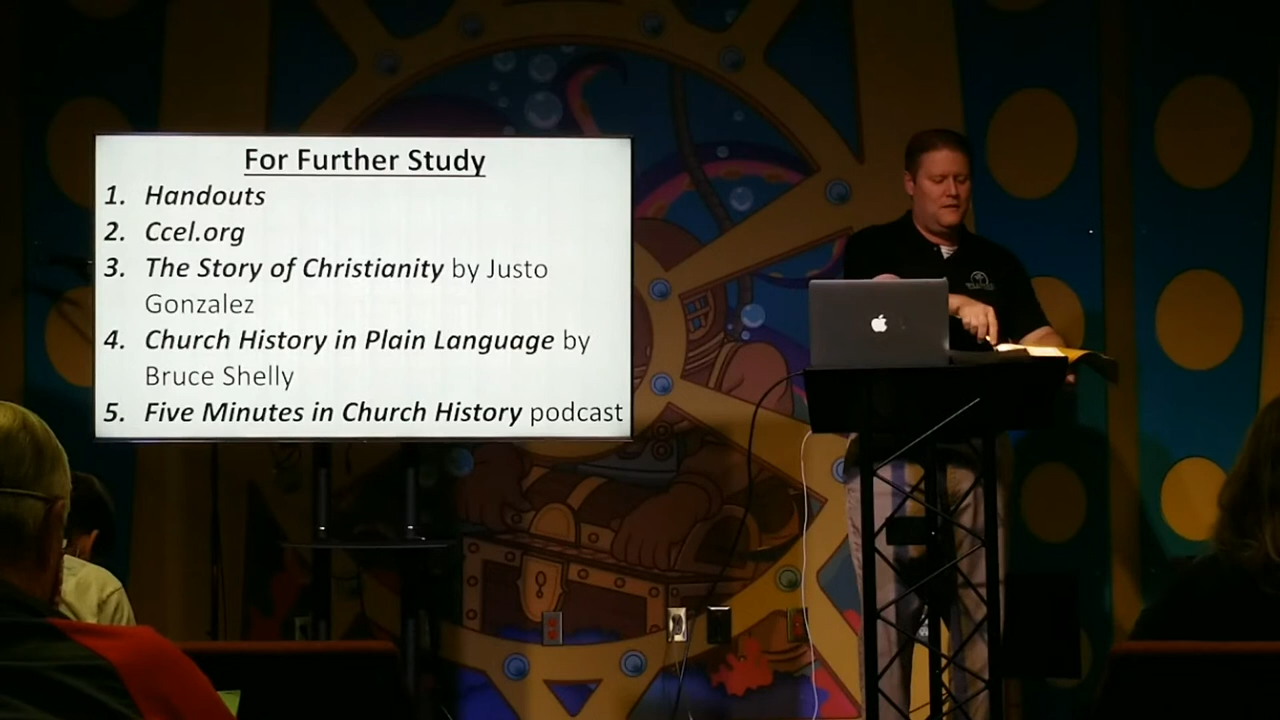 For Further Study
1. Handouts
2. Ccel.org
3. The Story of Christianity by Justo
Gonzalez
4. Church History in Plain Language by
Bruce Shelly
5. Five Minutes in Church History podcast